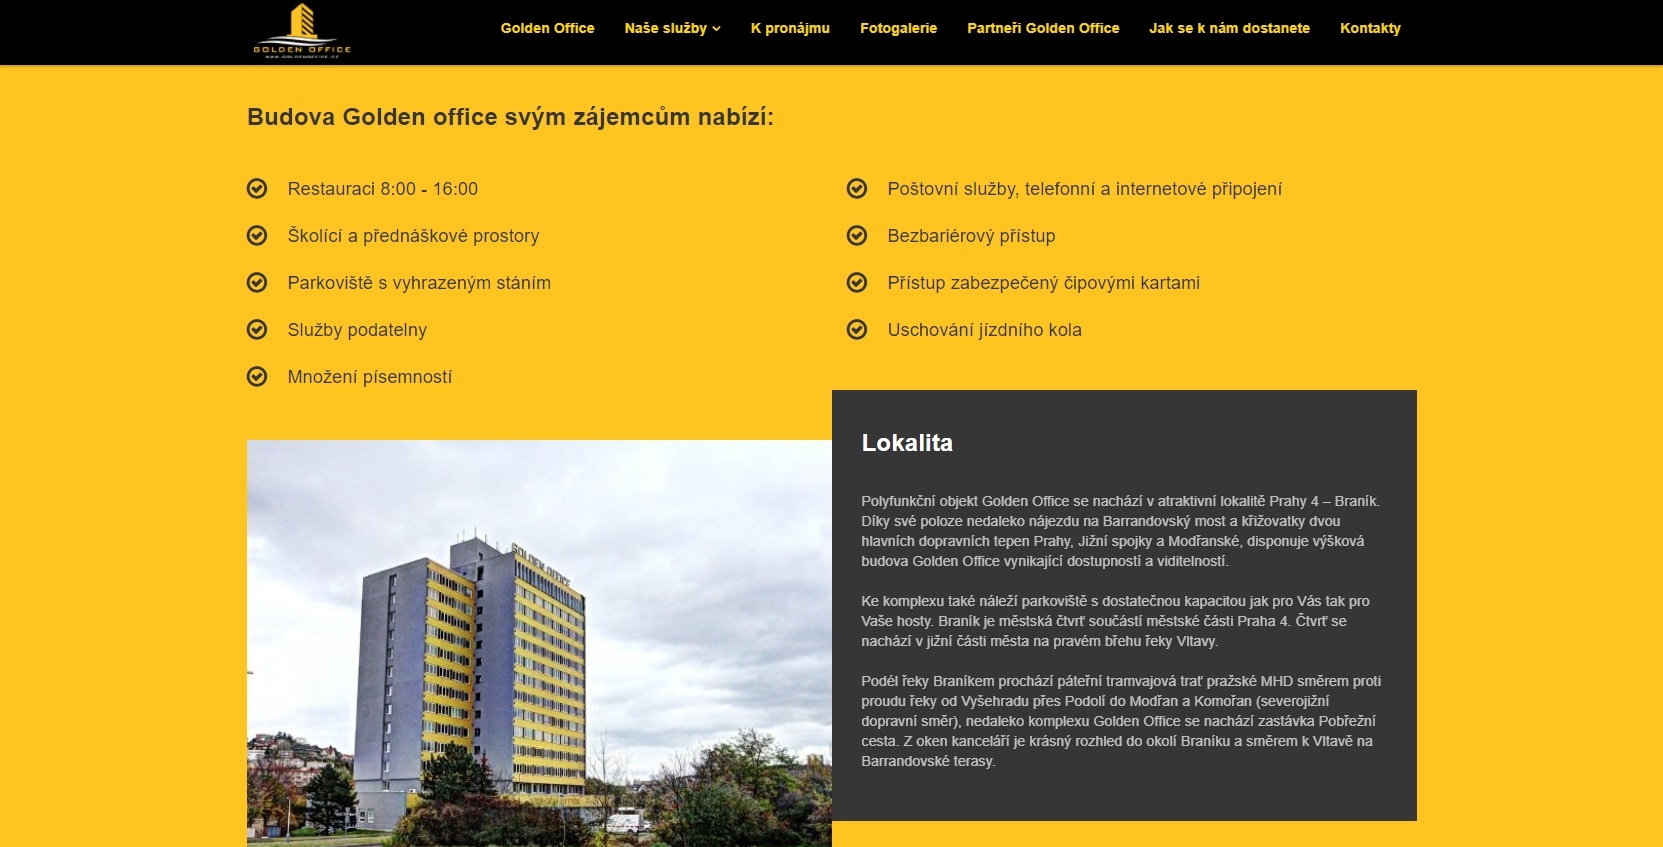 GOLDEN OFFICE
WWW.GOLDENOFFICE.CZ
Golden Office
Naše služby
K pronájmu
Fotogalerie
Partneři Golden Office
Jak se k nám dostanete
Kontakty
Budova Golden office svým zájemcům nabízí:
Restauraci 8:00 - 16:00
Školící a přednáškové prostory
Parkoviště s vyhrazeným stáním
Služby podatelny
Množení písemností
Poštovní služby, telefonní a internetové připojení
Bezbariérový přístup
Přístup zabezpečený čipovými kartami
Uschování jízdního kola
GOLDEN OFFICE
Lokalita
Polyfunkční objekt Golden Office se nachází v atraktivní lokalitě Prahy 4 – Braník.
Díky své poloze nedaleko nájezdu na Barrandovský most a křižovatky dvou
hlavních dopravních tepen Prahy, Jižní spojky a Modřanské, disponuje výšková
budova Golden Office vynikající dostupností a viditelností.
Ke komplexu také náleží parkoviště s dostatečnou kapacitou jak pro Vás tak pro
Vaše hosty. Braník je městská čtvrť součástí městské části Praha 4. Čtvrť se
nachází v jižní části města na pravém břehu řeky Vltavy.
Podél řeky Braníkem prochází páteřní tramvajová trať pražské MHD směrem proti
proudu řeky od Vyšehradu přes Podolí do Modřan a Komořan (severojižní
dopravní směr), nedaleko komplexu Golden Office se nachází zastávka Pobřežní
cesta. Z oken kanceláří je krásný rozhled do okolí Braníku a směrem k Vltavě na
Barrandovské terasy.